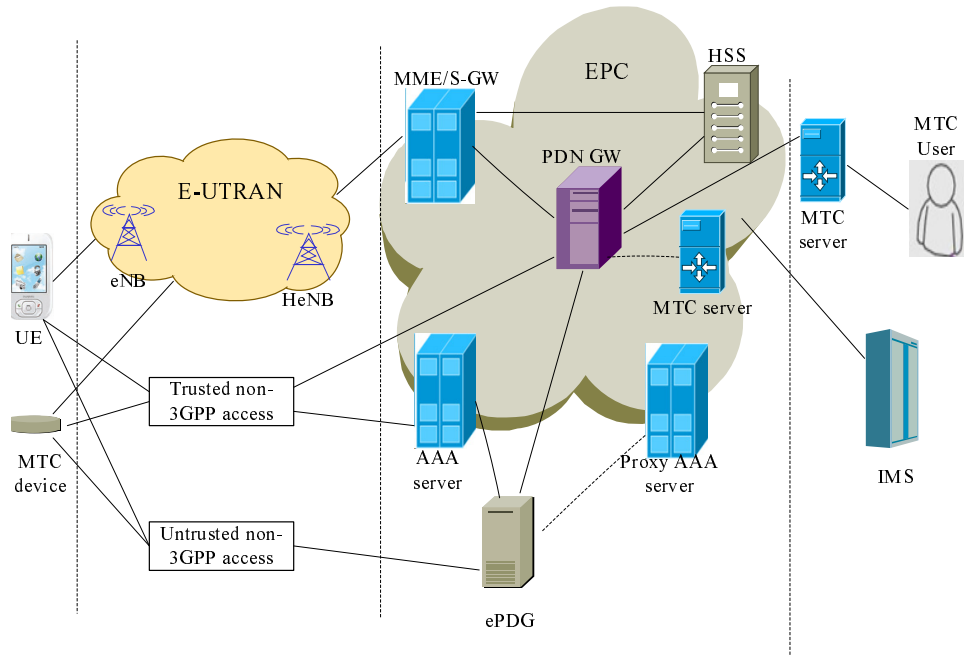 HSS
EPC
MME/S-GW
MTC
User
PDN GW
E-UTRAN
MTC
server
eNB
HeNB
MTC server
UE
Trusted non-
3GPP access
AAA
server
Proxy AAA
server
MTC
device
IMS
Untrusted non-
3GPP access
ePDG